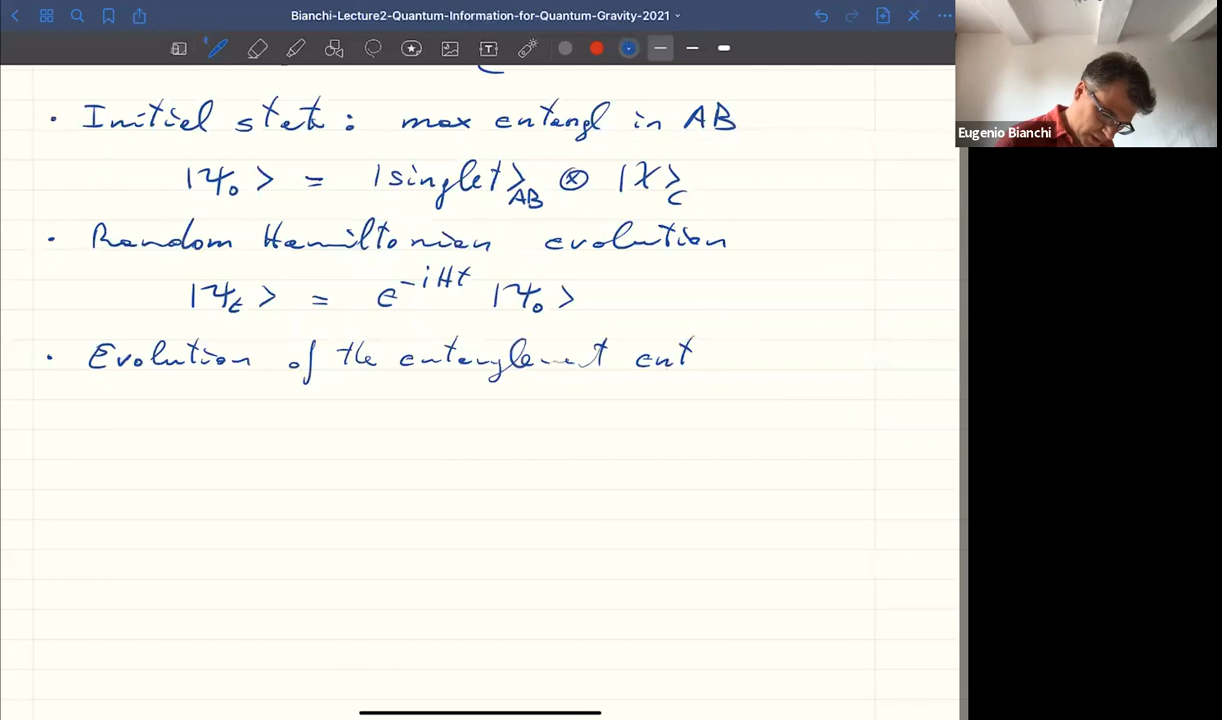 Bianchi-Lecture2-Quantum-Information-for-Quantum-Gravity-2021
Eugenio Bianchi
• Initial state : max entangl in AB
|ψ₀> = |singlet>_AB ⊗ |χ>_C
• Random Hamiltonian evolution
|ψ_t> = e^{-iHt} |ψ₀>
• Evolution of the entanglement ent